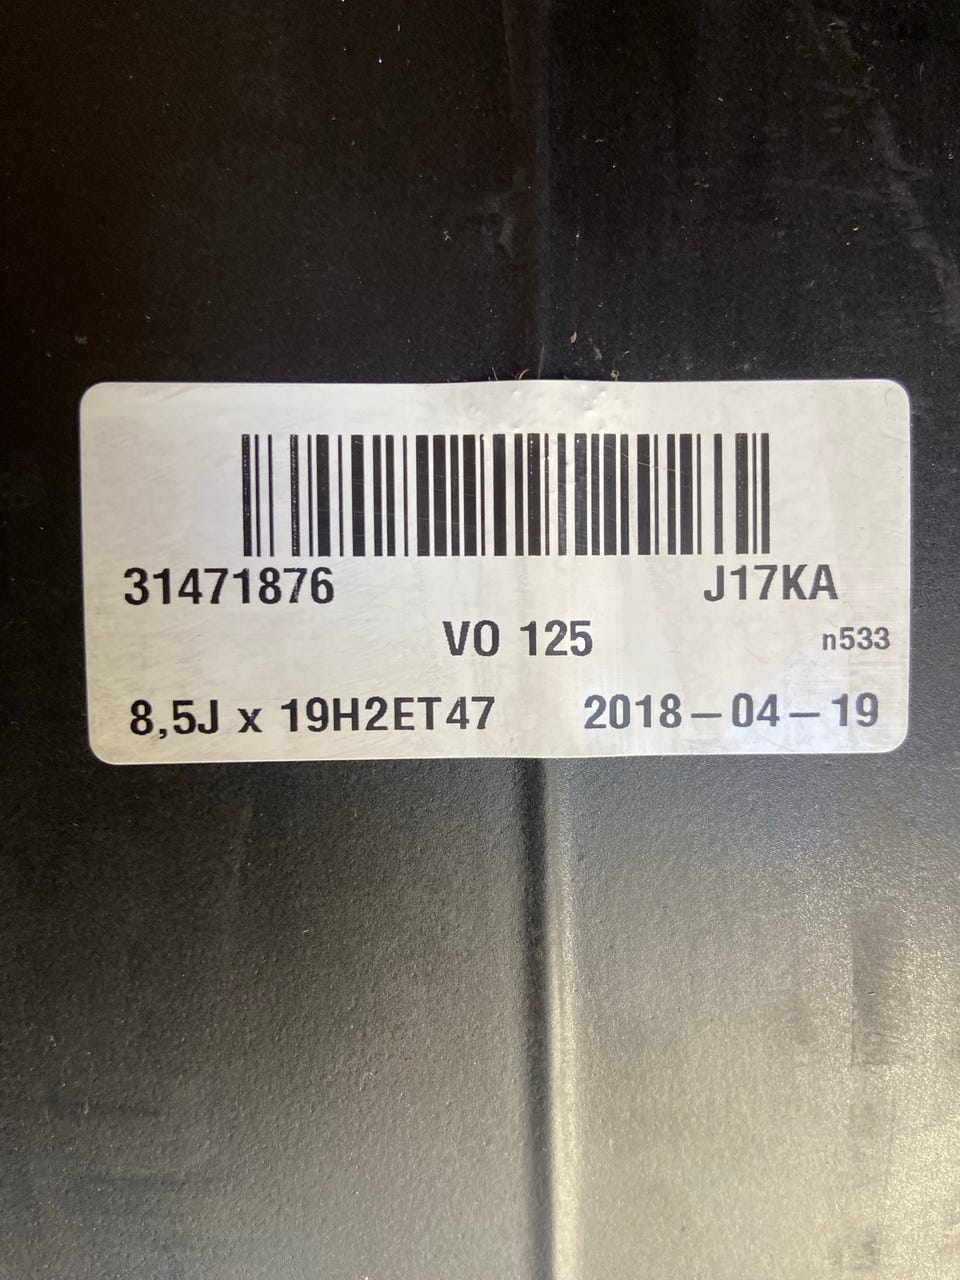 31471876 J17KA
VO 125 n533
8,5J x 19H2ET47 2018-04-19